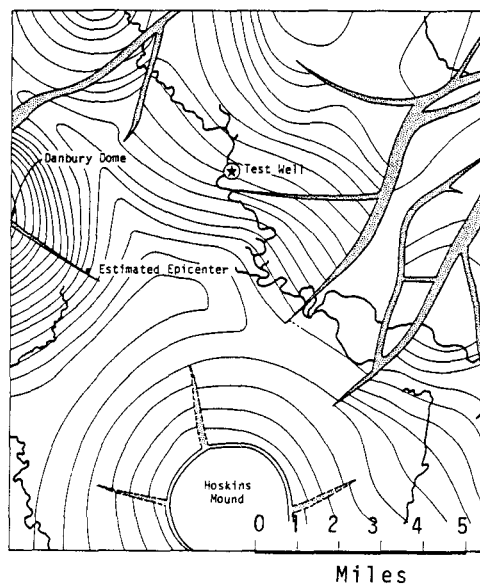 Danbury Dome
Test Well
Estimated Epicenter
Hoskins
Mound
0 1 2 3 4 5
Miles